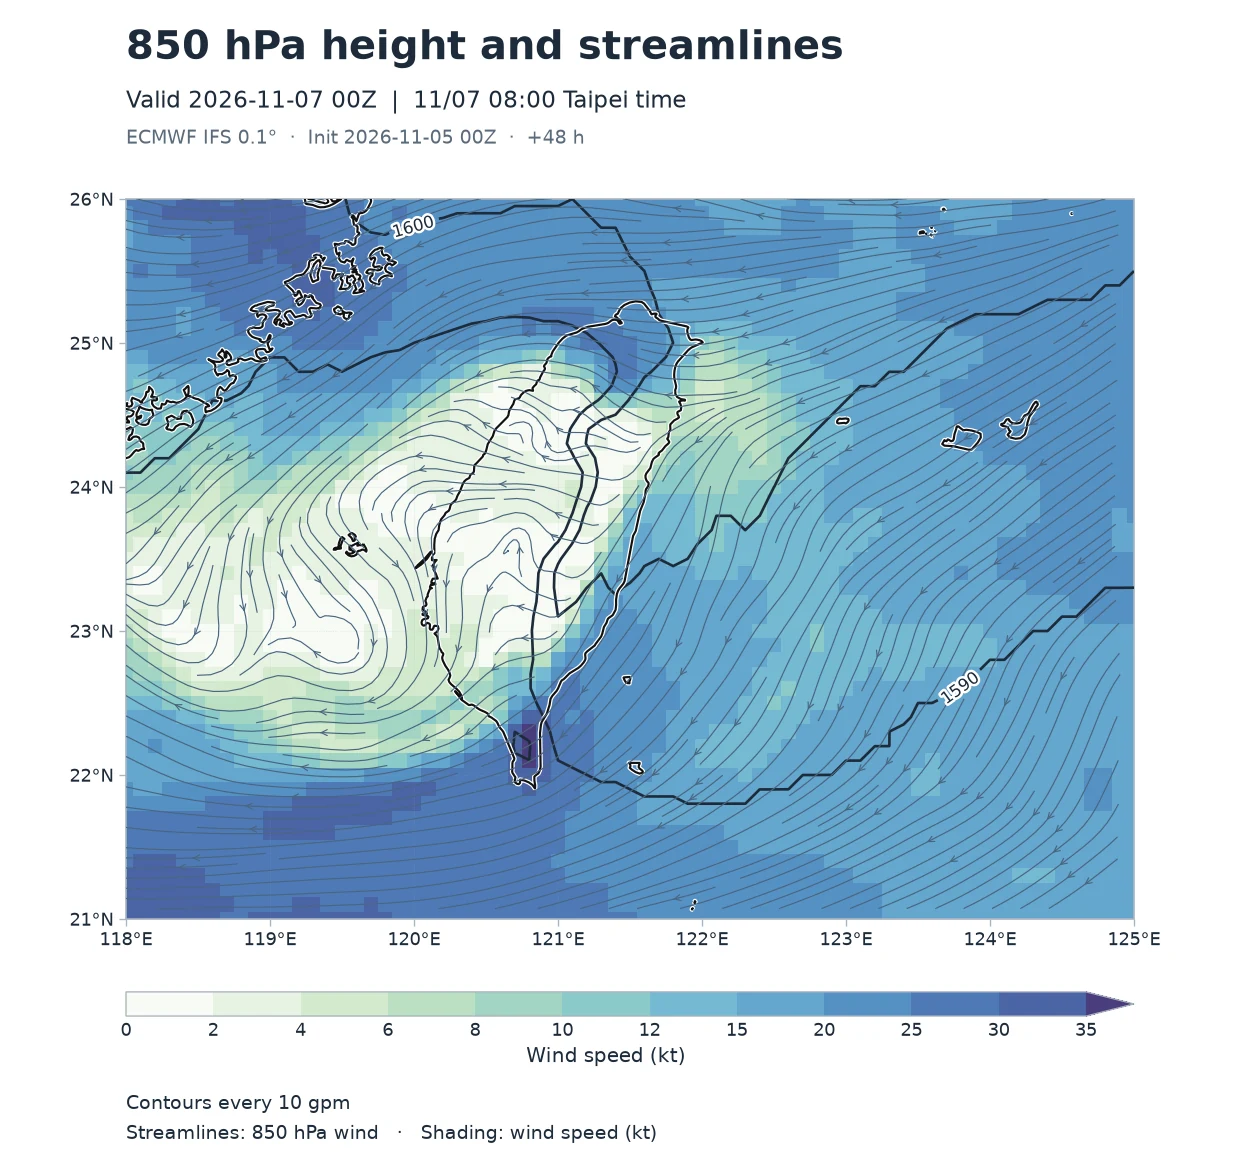 850 hPa height and streamlines
Valid 2026-11-07 00Z | 11/07 08:00 Taipei time
ECMWF IFS 0.1° · Init 2026-11-05 00Z · +48 h
26°N
1600
25°N
24°N
23°N
1590
22°N
21°N
118°E 119°E 120°E 121°E 122°E 123°E 124°E 125°E
0 2 4 6 8 10 12 15 20 25 30 35
Wind speed (kt)
Contours every 10 gpm
Streamlines: 850 hPa wind · Shading: wind speed (kt)